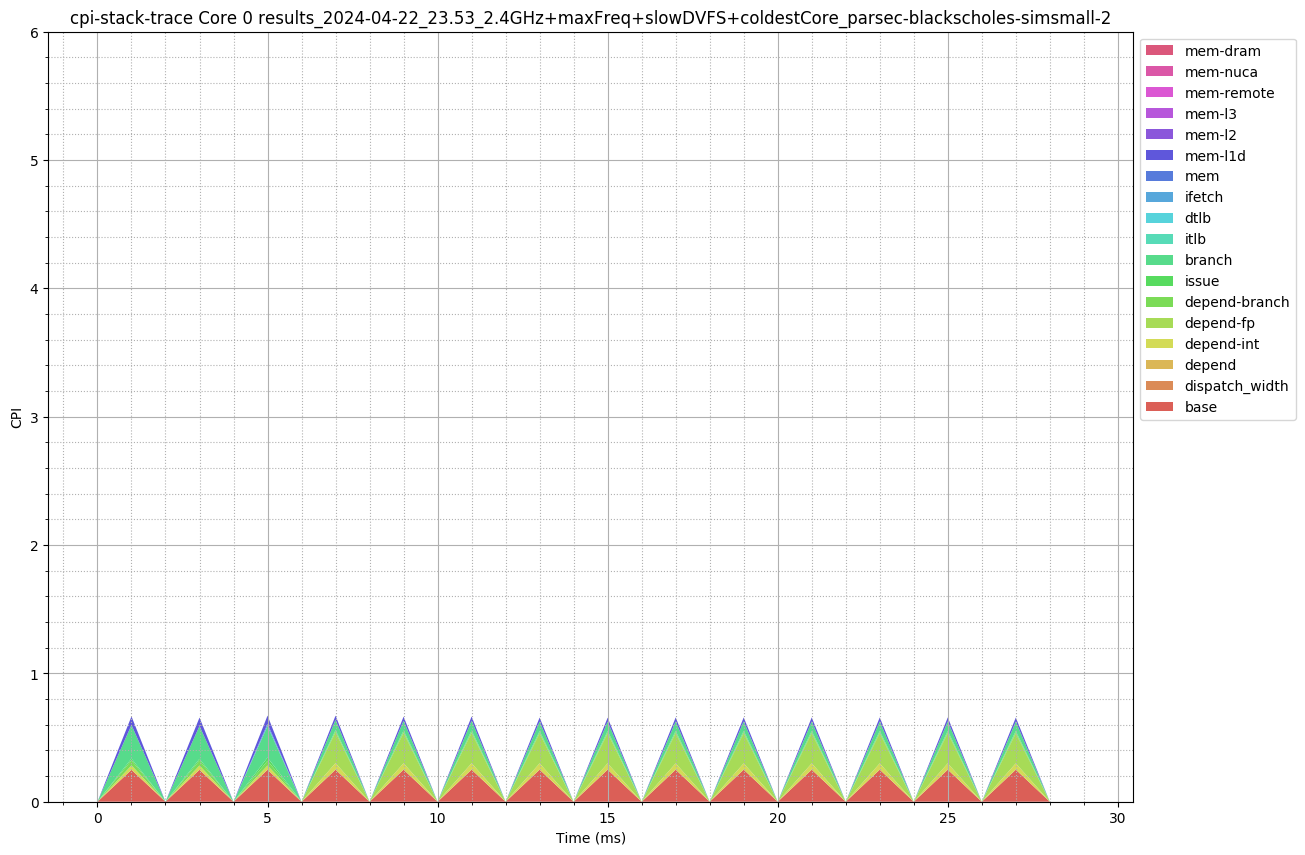 cpi-stack-trace Core 0 results_2024-04-22_23.53_2.4GHz+maxFreq+slowDVFS+coldestCore_parsec-blackscholes-simsmall-2
6
5
4
3
2
1
0
CPI
0
5
10
15
20
25
30
Time (ms)
mem-dram
mem-nuca
mem-remote
mem-l3
mem-l2
mem-l1d
mem
ifetch
dtlb
itlb
branch
issue
depend-branch
depend-fp
depend-int
depend
dispatch_width
base